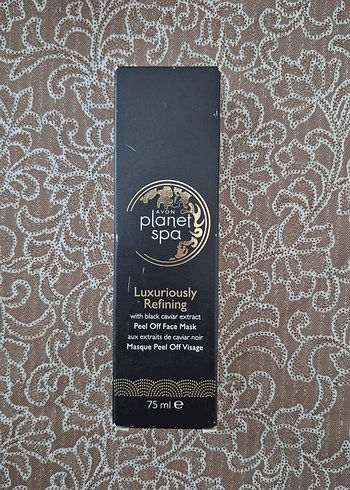 AVON
planet
spa
Luxuriously
Refining
with black caviar extract
Peel Off Face Mask
aux extraits de caviar noir
Masque Peel Off Visage
75 ml ℮